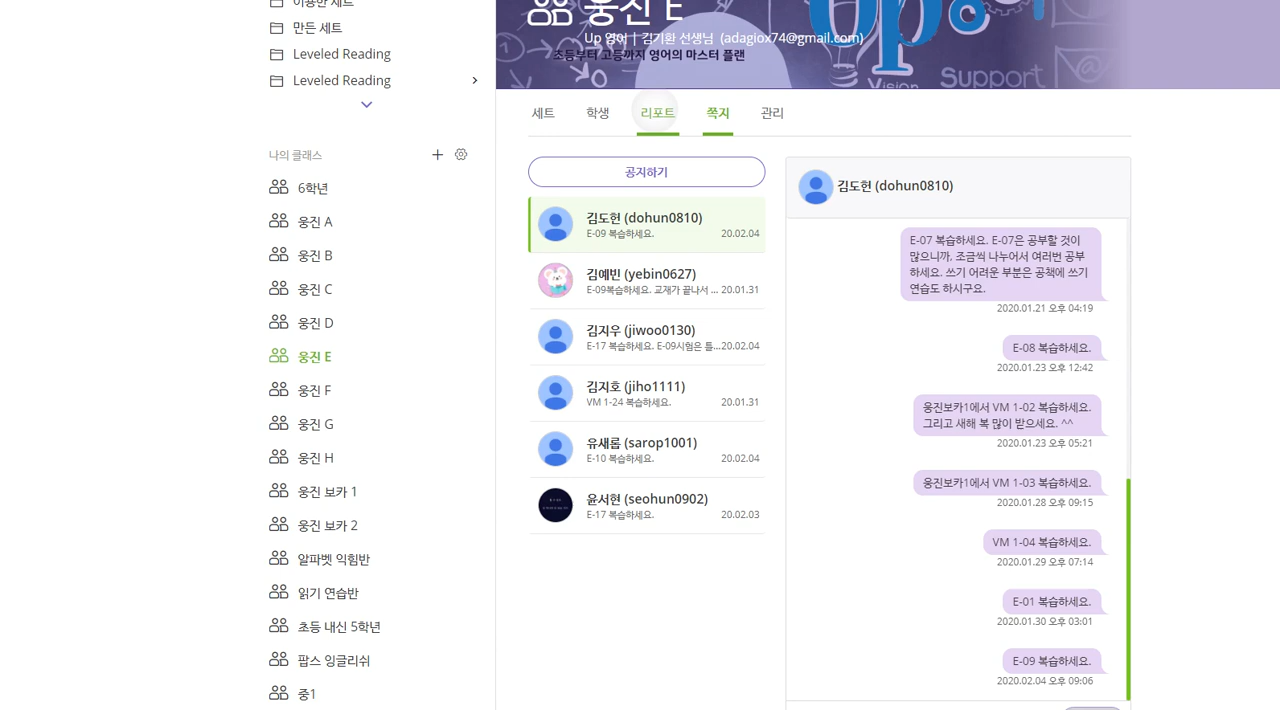 이용한 세트
만든 세트
Leveled Reading
Leveled Reading
나의 클래스
6학년
웅진 A
웅진 B
웅진 C
웅진 D
웅진 E
웅진 F
웅진 G
웅진 H
웅진 보카 1
웅진 보카 2
알파벳 익힘반
읽기 연습반
초등 내신 5학년
팝스 잉글리쉬
중1
웅진 E
Up 영어 | 김기환 선생님 (adagiox74@gmail.com)
초등부터 고등까지 영어의 마스터 플랜
up
Vision
Support
세트 학생 리포트 쪽지 관리
공지하기
김도헌 (dohun0810)
E-09 복습하세요. 20.02.04
김예빈 (yebin0627)
E-09복습하세요. 교재가 끝나서 ... 20.01.31
김지우 (jiwoo0130)
E-17 복습하세요. E-09시험은 틀...20.02.04
김지호 (jiho1111)
VM 1-24 복습하세요. 20.01.31
유새롭 (sarop1001)
E-10 복습하세요. 20.02.04
윤서현 (seohun0902)
E-17 복습하세요. 20.02.03
김도헌 (dohun0810)
E-07 복습하세요. E-07은 공부할 것이
많으니까, 조금씩 나누어서 여러번 공부
하세요. 쓰기 어려운 부분은 공책에 쓰기
연습도 하시구요.
2020.01.21 오후 04:19
E-08 복습하세요.
2020.01.23 오후 12:42
웅진보카1에서 VM 1-02 복습하세요.
그리고 새해 복 많이 받으세요. ^^
2020.01.23 오후 05:21
웅진보카1에서 VM 1-03 복습하세요.
2020.01.28 오후 09:15
VM 1-04 복습하세요.
2020.01.29 오후 07:14
E-01 복습하세요.
2020.01.30 오후 03:01
E-09 복습하세요.
2020.02.04 오후 09:06